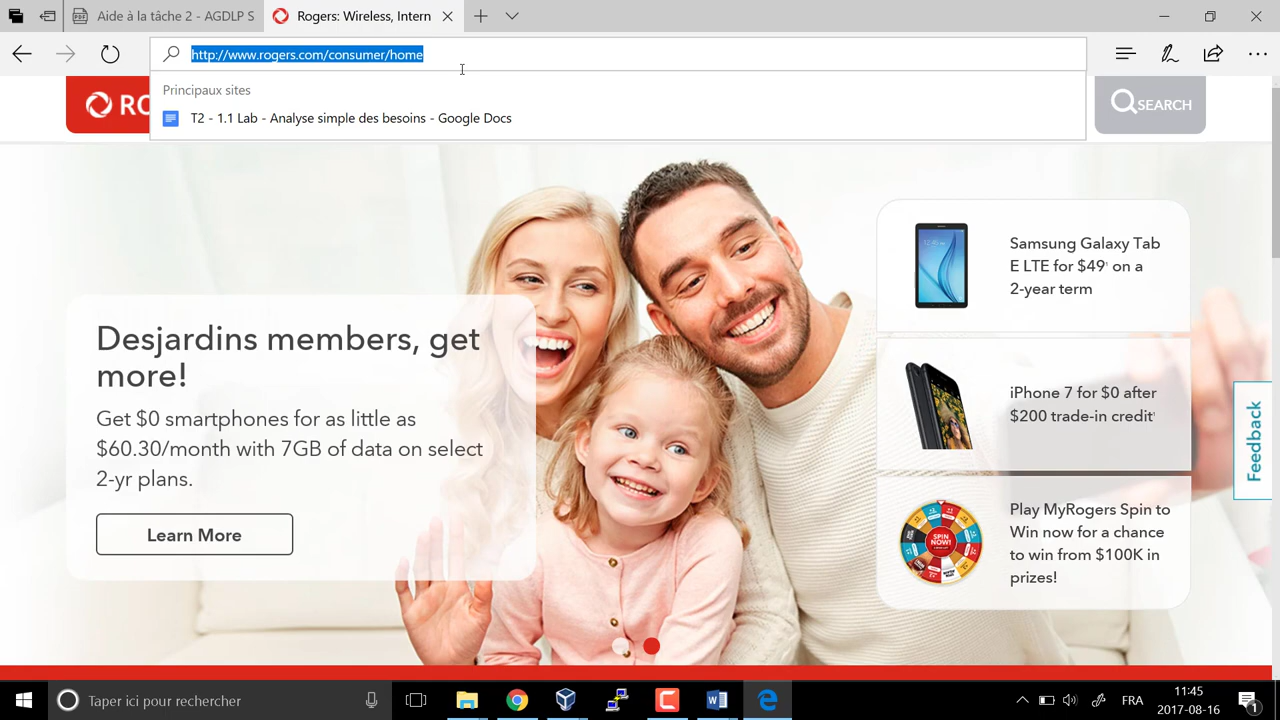 Aide à la tâche 2 - AGDLP S
Rogers: Wireless, Intern
http://www.rogers.com/consumer/home
Principaux sites
T2 - 1.1 Lab - Analyse simple des besoins - Google Docs
RO
SEARCH
Desjardins members, get
more!
Get $0 smartphones for as little as
$60.30/month with 7GB of data on select
2-yr plans.
Learn More
Samsung Galaxy Tab
E LTE for $49 on a
2-year term
iPhone 7 for $0 after
$200 trade-in credit
SPIN
NOW!
Play MyRogers Spin to
Win now for a chance
to win from $100K in
prizes!
Feedback
Taper ici pour rechercher
FRA
11:45
2017-08-16
1